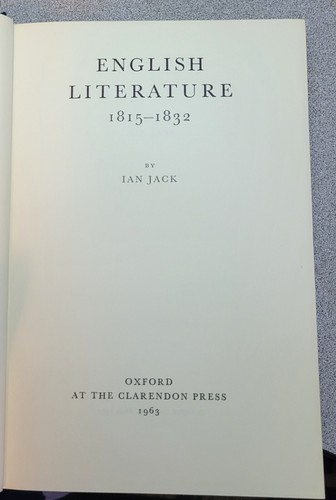 ENGLISH
LITERATURE
1815–1832
BY
IAN JACK
OXFORD
AT THE CLARENDON PRESS
1963